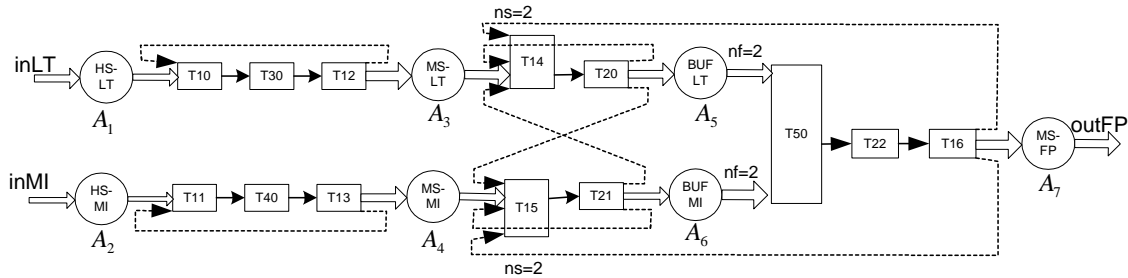 ns=2
inLT
HS-
LT
T10
T30
T12
MS-
LT
T14
T20
BUF
LT
nf=2
A1
A3
A5
T50
T22
T16
MS-
FP
outFP
A7
inMI
HS-
MI
T11
T40
T13
MS-
MI
T15
T21
BUF
MI
nf=2
A2
A4
A6
ns=2